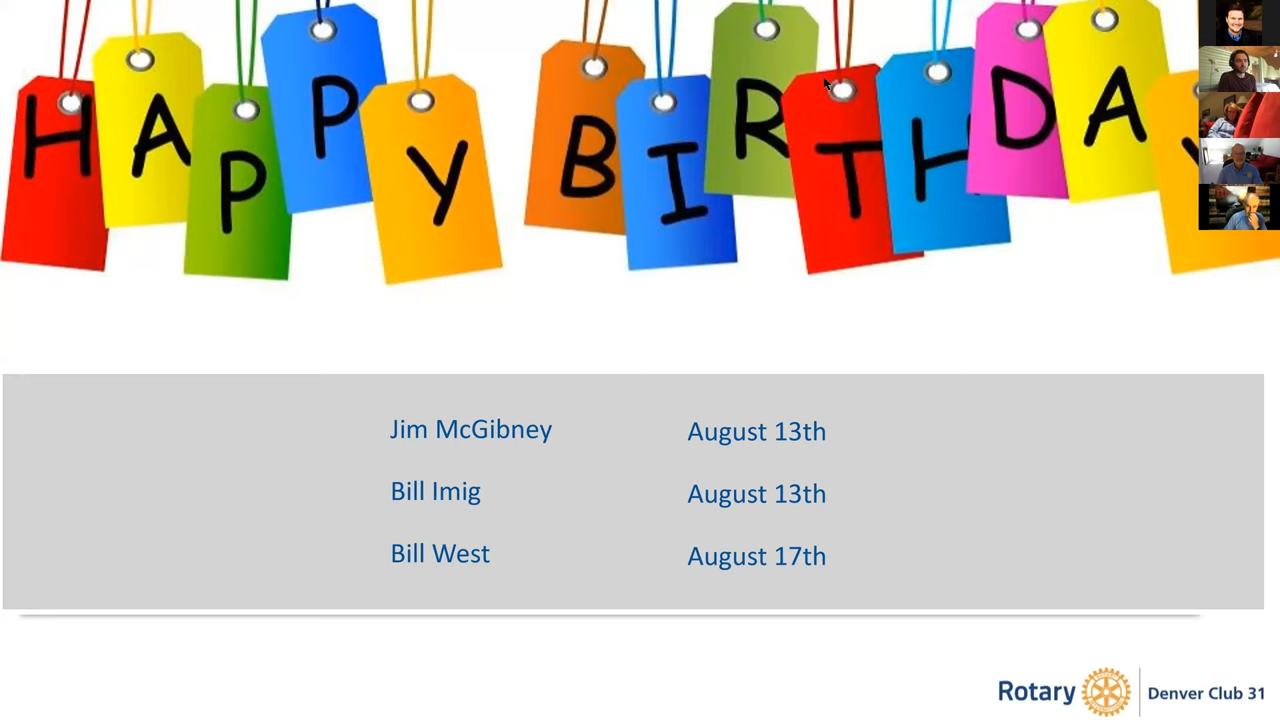 HAPPY BIRTHDAY
Jim McGibney August 13th
Bill Imig August 13th
Bill West August 17th
Rotary Denver Club 31